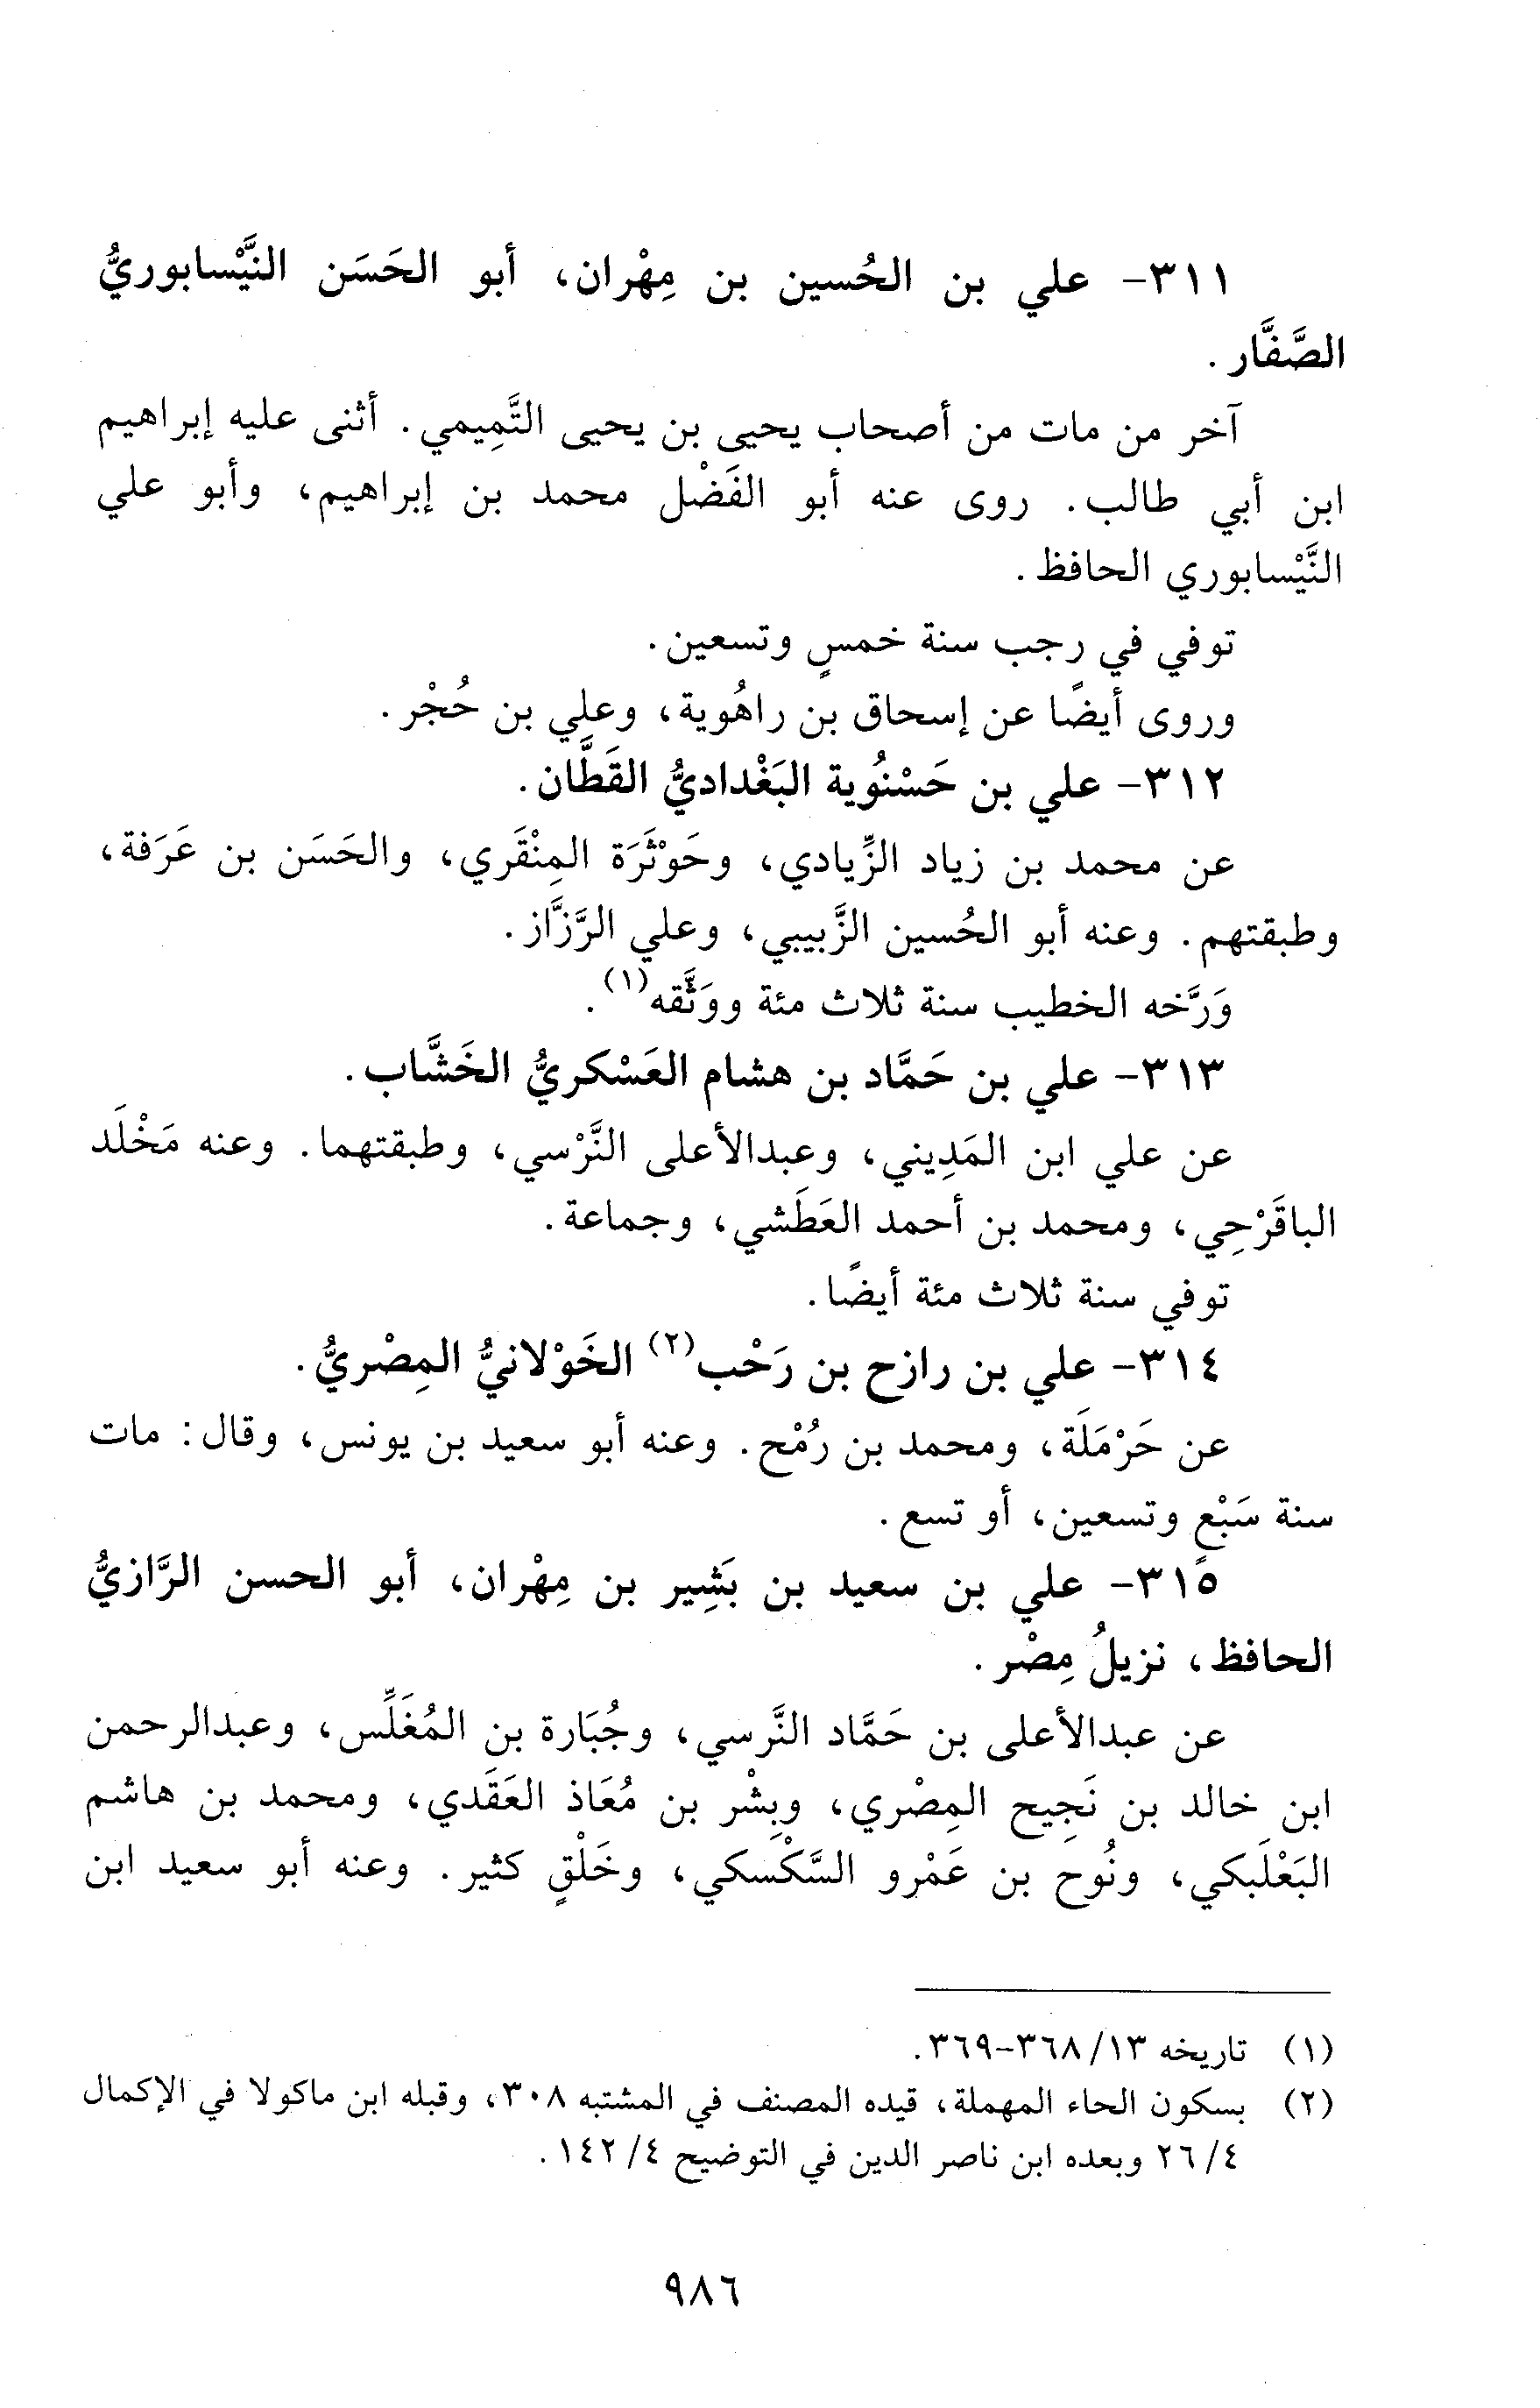 ٣١١- علي بن الحُسين بن مِهْران، أبو الحَسَن النَّيْسابوريُّ
الصَّفَّار.
آخر من مات من أصحاب يحيى بن يحيى التَّمِيمي. أثنى عليه إبراهيم
ابن أبي طالب. روى عنه أبو الفَضْل محمد بن إبراهيم، وأبو علي
النَّيْسابوري الحافظ.
توفي في رجب سنة خمسٍ وتسعين.
وروى أيضًا عن إسحاق بن راهُوية، وعلي بن حُجْر.
٣١٢- علي بن حَسْنُوية البَغْداديُّ القَطَّان.
عن محمد بن زياد الزِّيادي، وحَوْثَرَة المِنْقَري، والحَسَن بن عَرَفة،
وطبقتهم. وعنه أبو الحُسين الزَّبيبي، وعلي الرَّزَّاز.
وَرَّخه الخطيب سنة ثلاث مئة ووَثَّقه(١).
٣١٣- علي بن حَمَّاد بن هشام العَسْكريُّ الخَشَّاب.
عن علي ابن المَدِيني، وعبدالأعلى النَّرْسي، وطبقتهما. وعنه مَخْلَد
الباقَرْحِي، ومحمد بن أحمد العَطَشي، وجماعة.
توفي سنة ثلاث مئة أيضًا.
٣١٤- علي بن رازح بن رَحْب(٢) الخَوْلانيُّ المِصْريُّ.
عن حَرْمَلَة، ومحمد بن رُمْح. وعنه أبو سعيد بن يونس، وقال: مات
سنة سَبْعٍ وتسعين، أو تسع.
٣١٥- علي بن سعيد بن بَشِير بن مِهْران، أبو الحسن الرَّازيُّ
الحافظ، نزيلُ مِصْر.
عن عبدالأعلى بن حَمَّاد النَّرسي، وجُبَارة بن المُغَلِّس، وعبدالرحمن
ابن خالد بن نَجِيح المِصْري، وبِشْر بن مُعَاذ العَقَدي، ومحمد بن هاشم
البَعْلَبكي، ونُوح بن عَمْرو السَّكْسَكي، وخَلْقٍ كثير. وعنه أبو سعيد ابن
(١) تاريخه ١٣/ ٣٦٨-٣٦٩.
(٢) بسكون الحاء المهملة، قيده المصنف في المشتبه ٣٠٨، وقبله ابن ماكولا في الإكمال
٤/ ٢٦ وبعده ابن ناصر الدين في التوضيح ٤/ ١٤٢.
٩٨٦